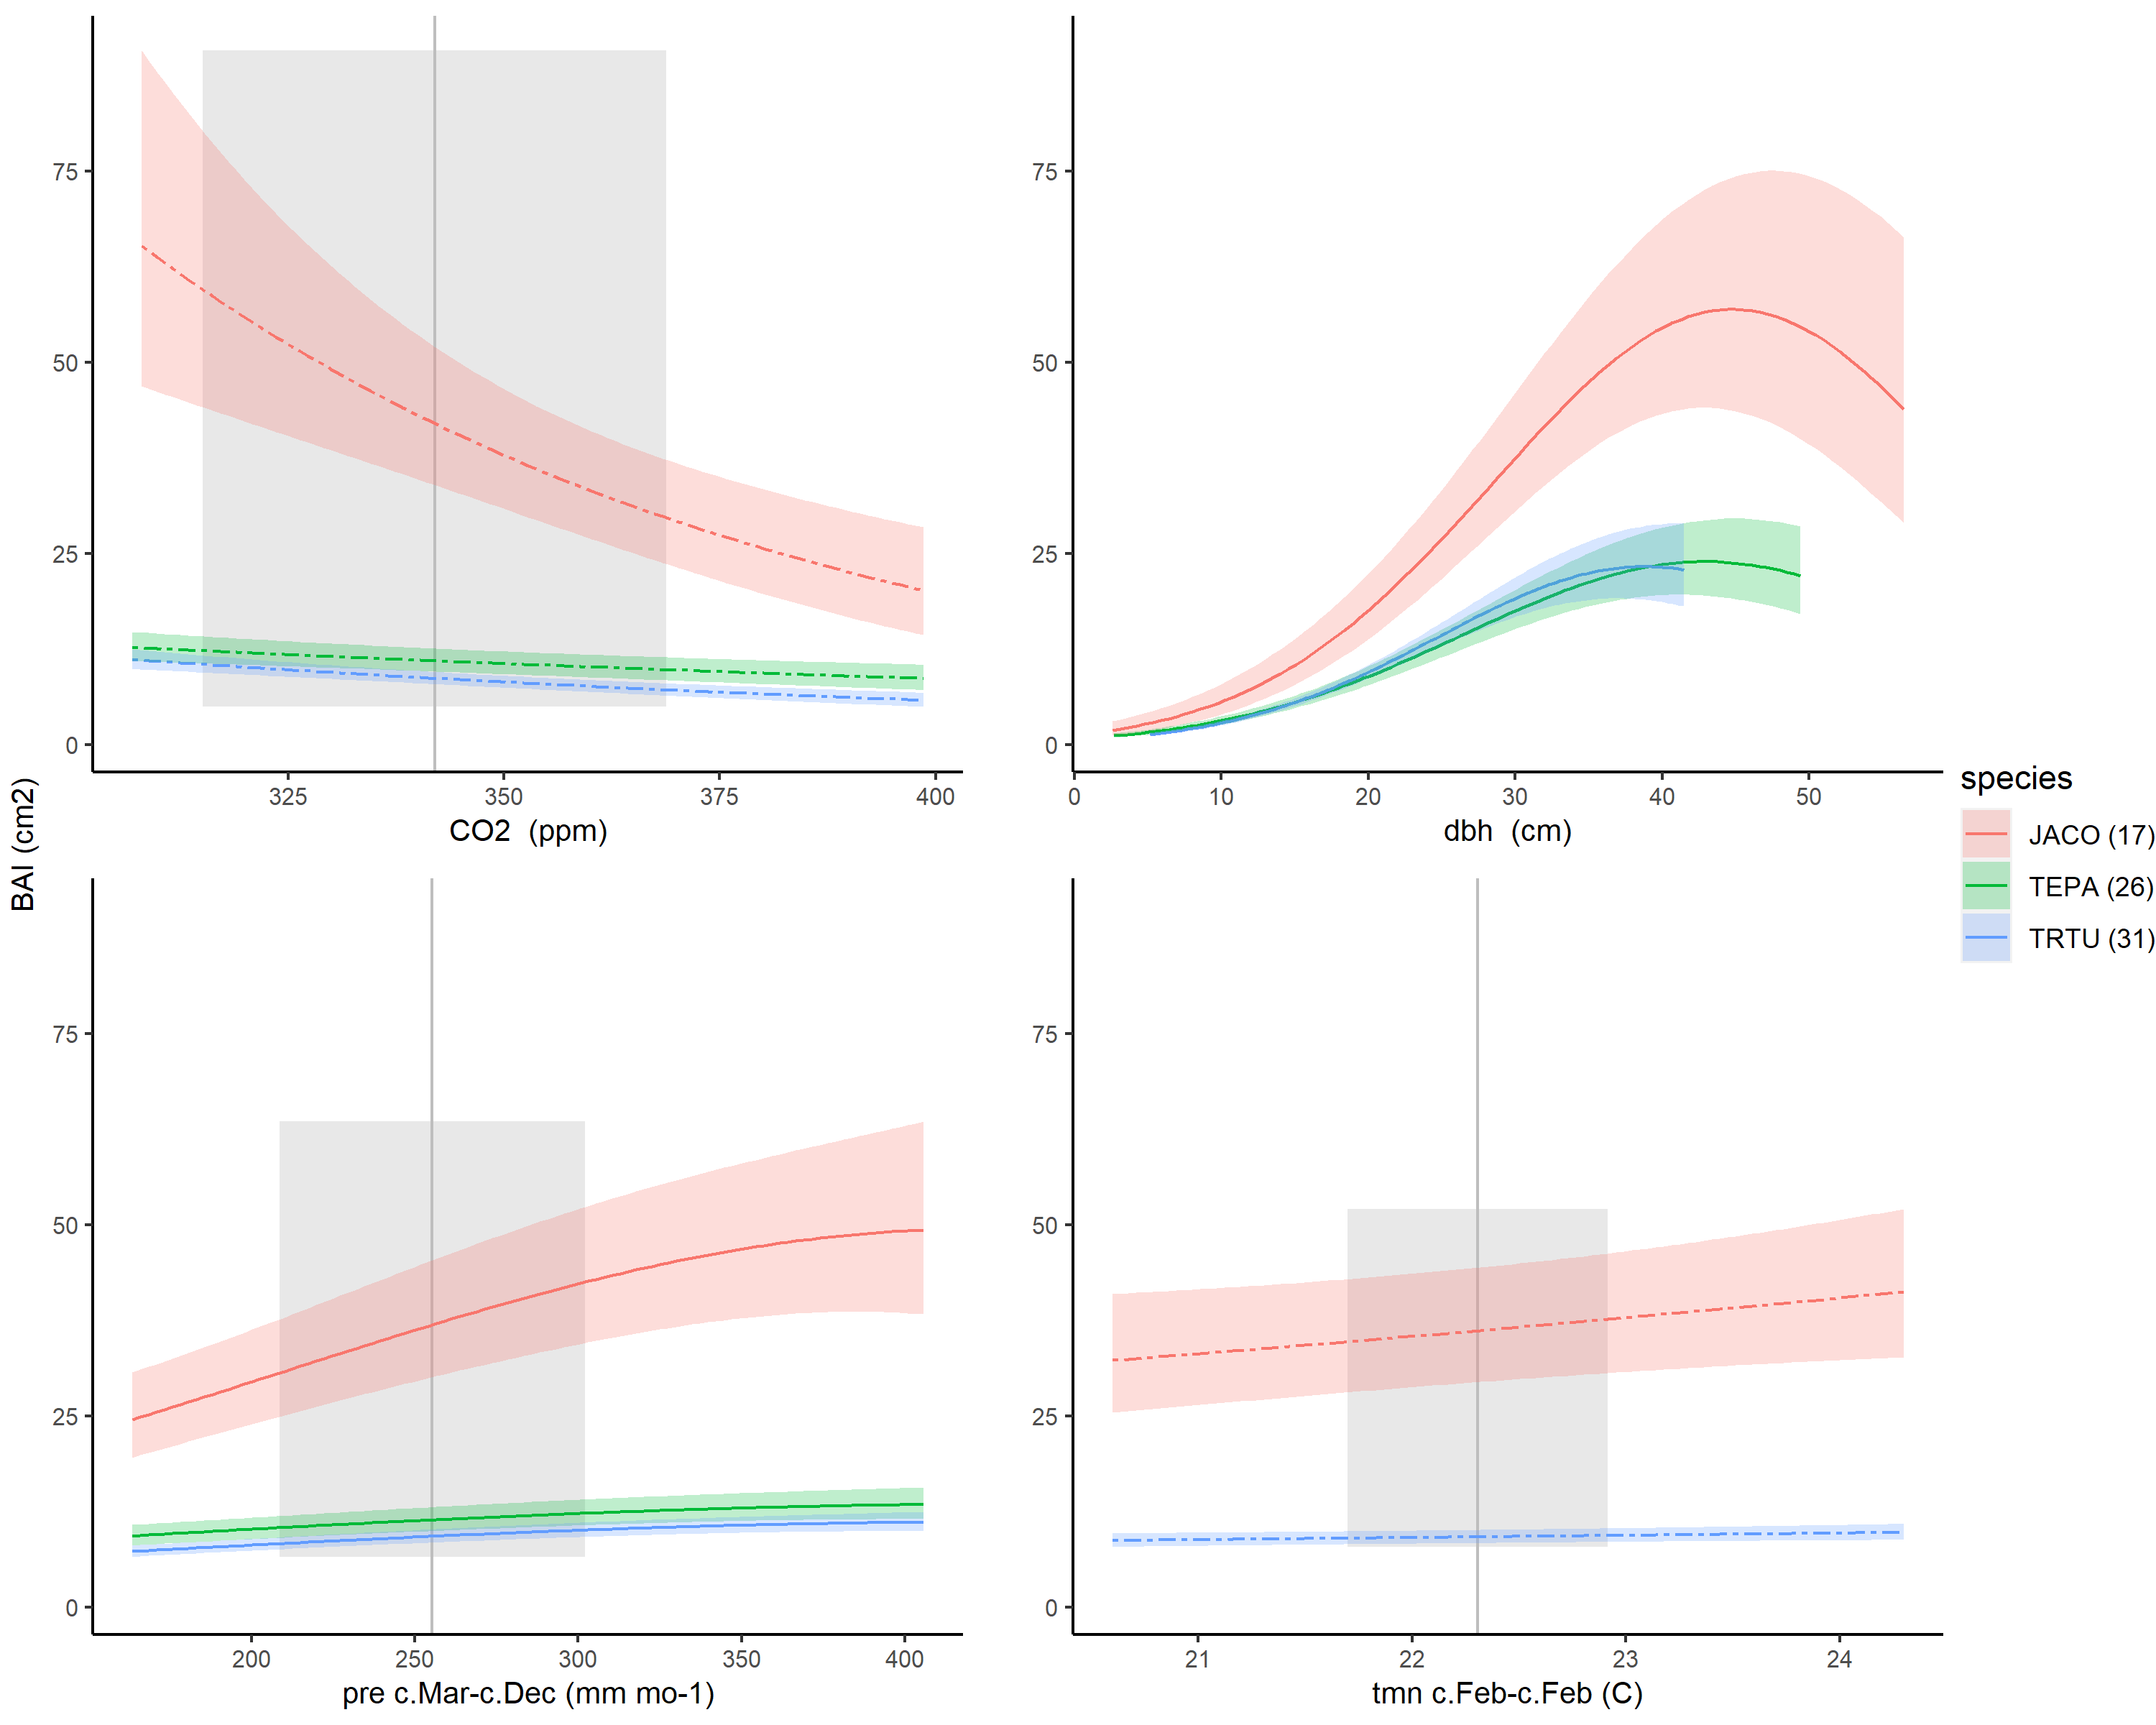 75
50
25
0
325 350 375 400
CO2 (ppm)
75
50
25
0
0 10 20 30 40 50
dbh (cm)
BAI (cm2)
species
JACO (17)
TEPA (26)
TRTU (31)
75
50
25
0
200 250 300 350 400
pre c.Mar-c.Dec (mm mo-1)
75
50
25
0
21 22 23 24
tmn c.Feb-c.Feb (C)